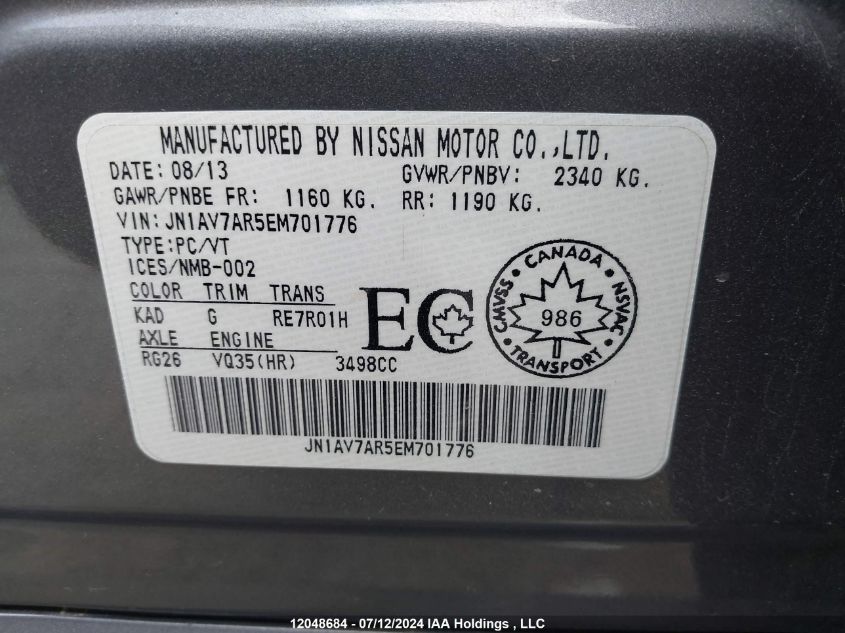 MANUFACTURED BY NISSAN MOTOR CO.,LTD.
DATE: 08/13 GVWR/PNBV: 2340 KG.
GAWR/PNBE FR: 1160 KG. RR: 1190 KG.
VIN: JN1AV7AR5EM701776
TYPE:PC/VT
ICES/NMB-002
COLOR TRIM TRANS
KAD G RE7R01H
AXLE ENGINE
RG26 VQ35(HR) 3498CC
EC
CANADA
CMVSS NSVAC
986
TRANSPORT
JN1AV7AR5EM701776
12048684 - 07/12/2024 IAA Holdings , LLC